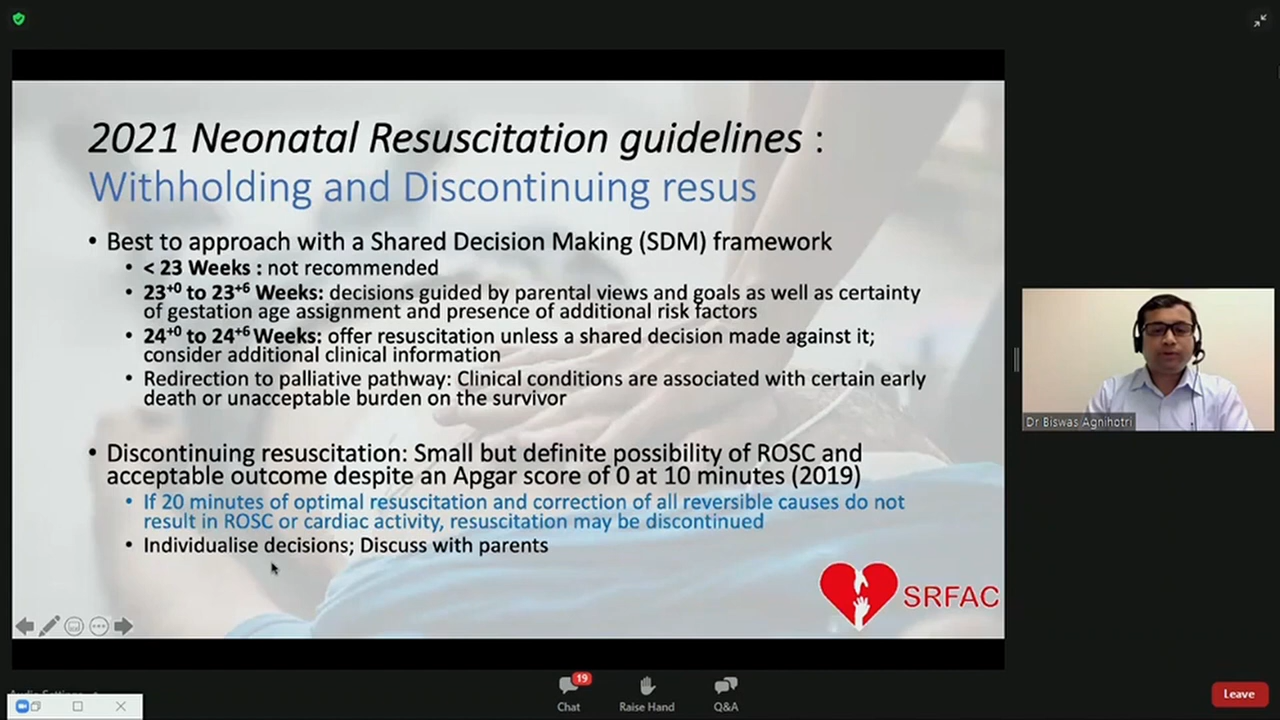 2021 Neonatal Resuscitation guidelines :
Withholding and Discontinuing resus
• Best to approach with a Shared Decision Making (SDM) framework
• < 23 Weeks : not recommended
• 23+0 to 23+6 Weeks: decisions guided by parental views and goals as well as certainty
of gestation age assignment and presence of additional risk factors
• 24+0 to 24+6 Weeks: offer resuscitation unless a shared decision made against it;
consider additional clinical information
• Redirection to palliative pathway: Clinical conditions are associated with certain early
death or unacceptable burden on the survivor
• Discontinuing resuscitation: Small but definite possibility of ROSC and
acceptable outcome despite an Apgar score of 0 at 10 minutes (2019)
• If 20 minutes of optimal resuscitation and correction of all reversible causes do not
result in ROSC or cardiac activity, resuscitation may be discontinued
• Individualise decisions; Discuss with parents
SRFAC
Dr Biswas Agnihotri
19
Chat
Raise Hand
Q&A
Leave